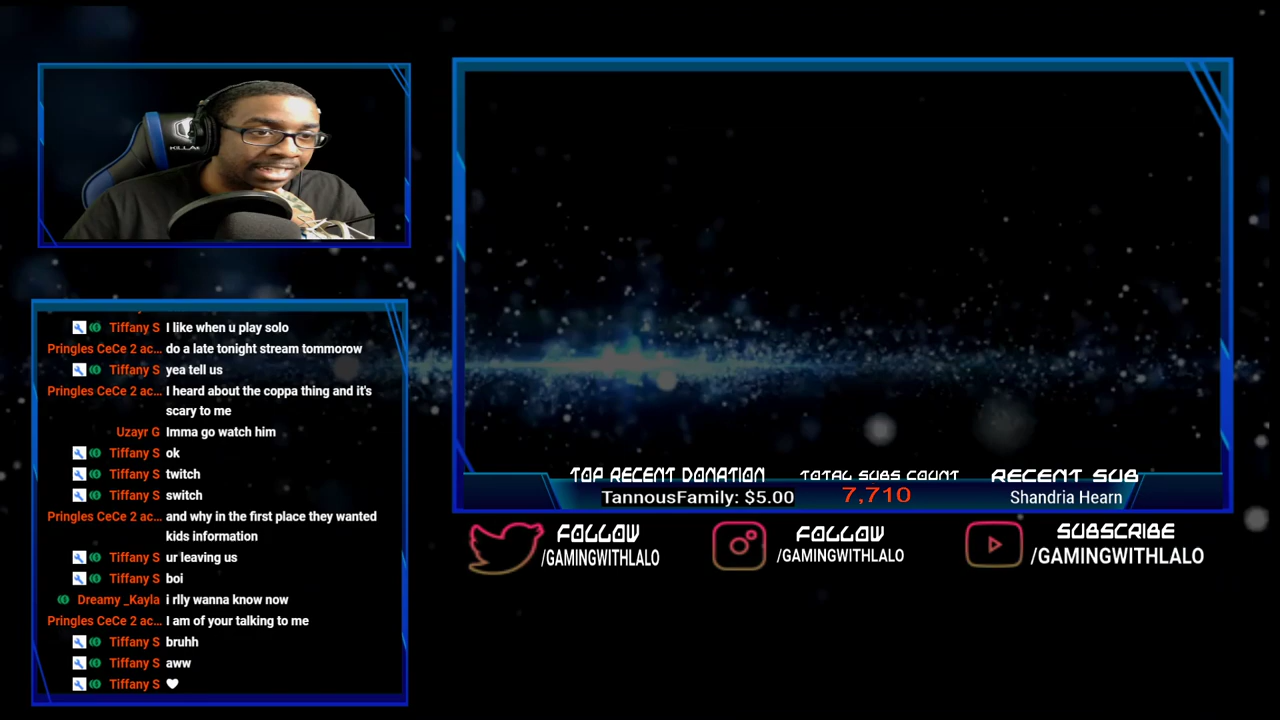 KILLA
Tiffany S I like when u play solo
Pringles CeCe 2 ac... do a late tonight stream tommorow
Tiffany S yea tell us
Pringles CeCe 2 ac... I heard about the coppa thing and it's
scary to me
Uzayr G Imma go watch him
Tiffany S ok
Tiffany S twitch
Tiffany S switch
Pringles CeCe 2 ac... and why in the first place they wanted
kids information
Tiffany S ur leaving us
Tiffany S boi
Dreamy _Kayla i rlly wanna know now
Pringles CeCe 2 ac... I am of your talking to me
Tiffany S bruhh
Tiffany S aww
Tiffany S 🤍
TOP RECENT DONATION
TannousFamily: $5.00
TOTAL SUBS COUNT
7,710
RECENT SUB
Shandria Hearn
FOLLOW
/GAMINGWITHLALO
FOLLOW
/GAMINGWITHLALO
SUBSCRIBE
/GAMINGWITHLALO